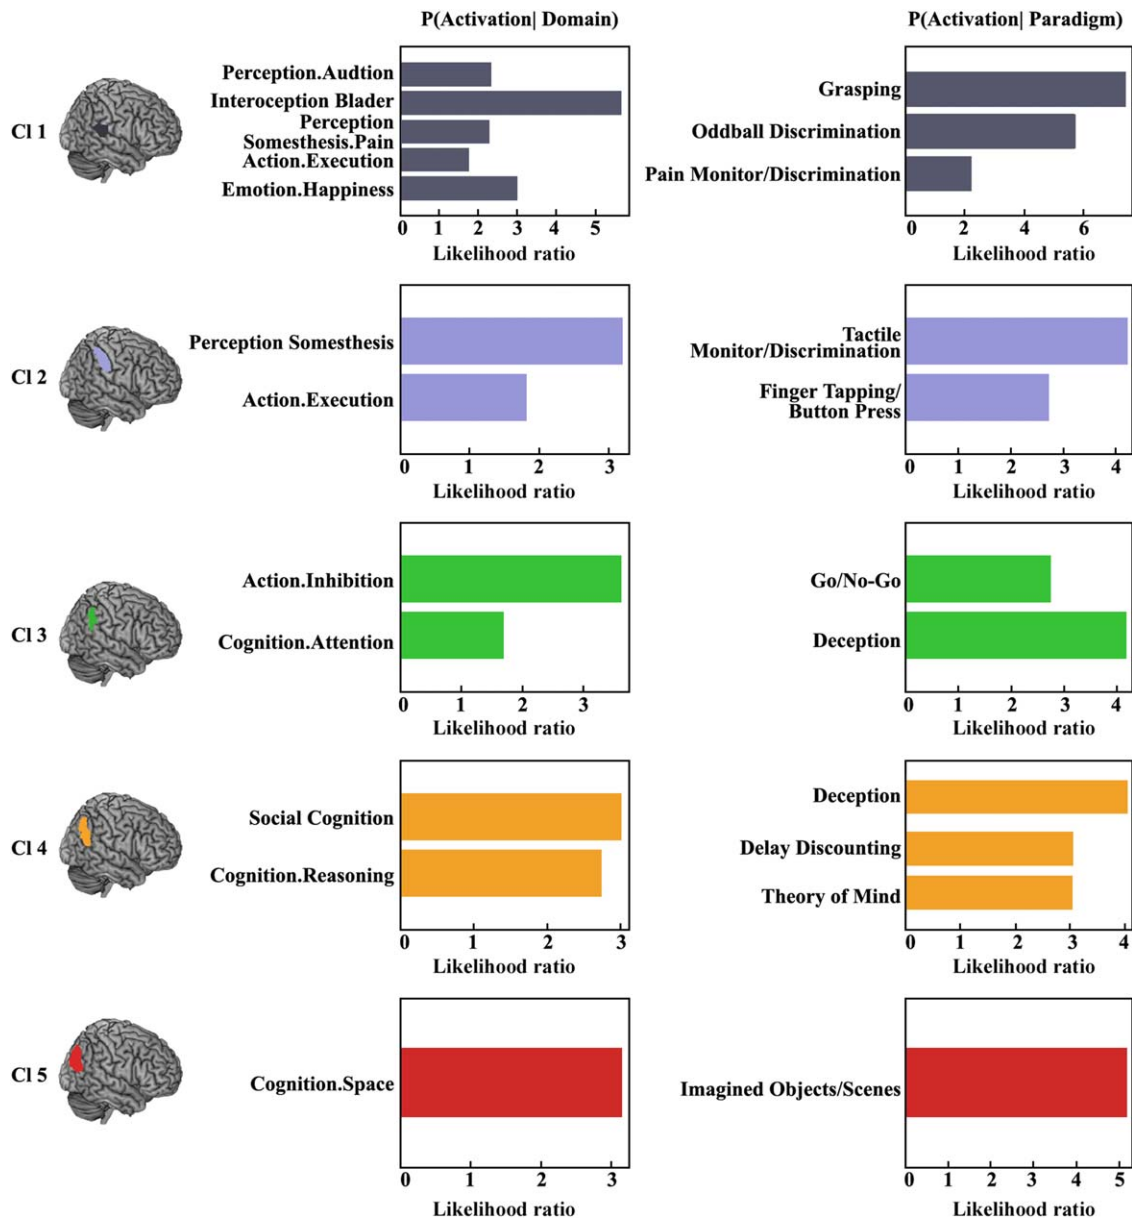 P(Activation| Domain)
P(Activation| Paradigm)
Cl 1
Perception.Audtion
Interoception Blader
Perception
Somesthesis.Pain
Action.Execution
Emotion.Happiness
0 1 2 3 4 5
Likelihood ratio
Grasping
Oddball Discrimination
Pain Monitor/Discrimination
0 2 4 6
Likelihood ratio
Cl 2
Perception Somesthesis
Action.Execution
0 1 2 3
Likelihood ratio
Tactile
Monitor/Discrimination
Finger Tapping/
Button Press
0 1 2 3 4
Likelihood ratio
Cl 3
Action.Inhibition
Cognition.Attention
0 1 2 3
Likelihood ratio
Go/No-Go
Deception
0 1 2 3 4
Likelihood ratio
Cl 4
Social Cognition
Cognition.Reasoning
0 1 2 3
Likelihood ratio
Deception
Delay Discounting
Theory of Mind
0 1 2 3 4
Likelihood ratio
Cl 5
Cognition.Space
0 1 2 3
Likelihood ratio
Imagined Objects/Scenes
0 1 2 3 4 5
Likelihood ratio